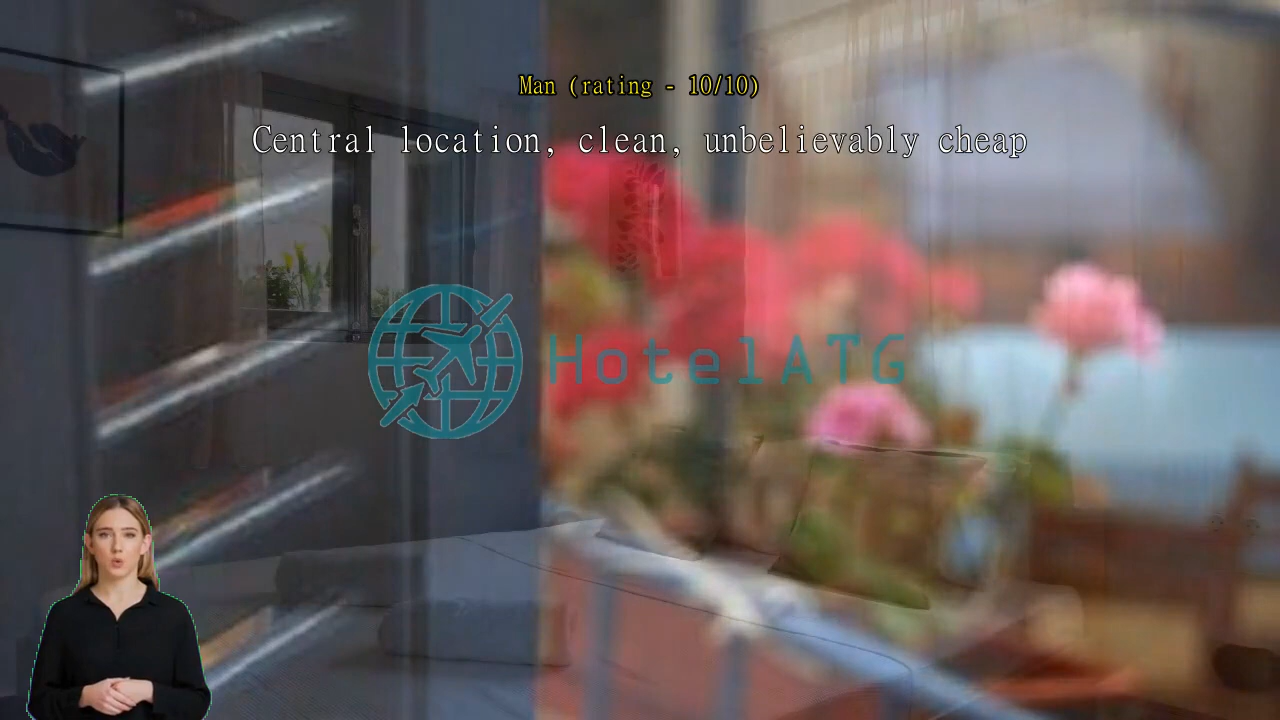 Man (rating - 10/10)
Central location, clean, unbelievably cheap
HotelATG